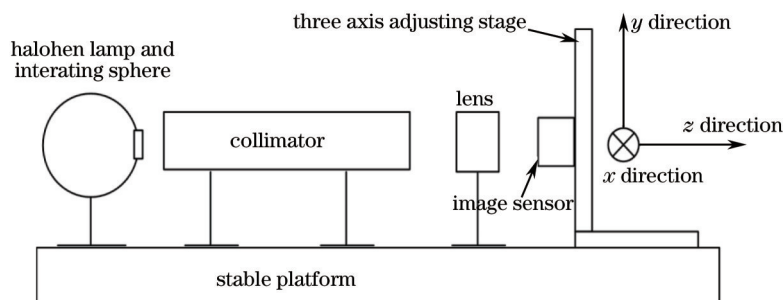 three axis adjusting stage
y direction
halohen lamp and
interating sphere
lens
collimator
z direction
x direction
image sensor
stable platform